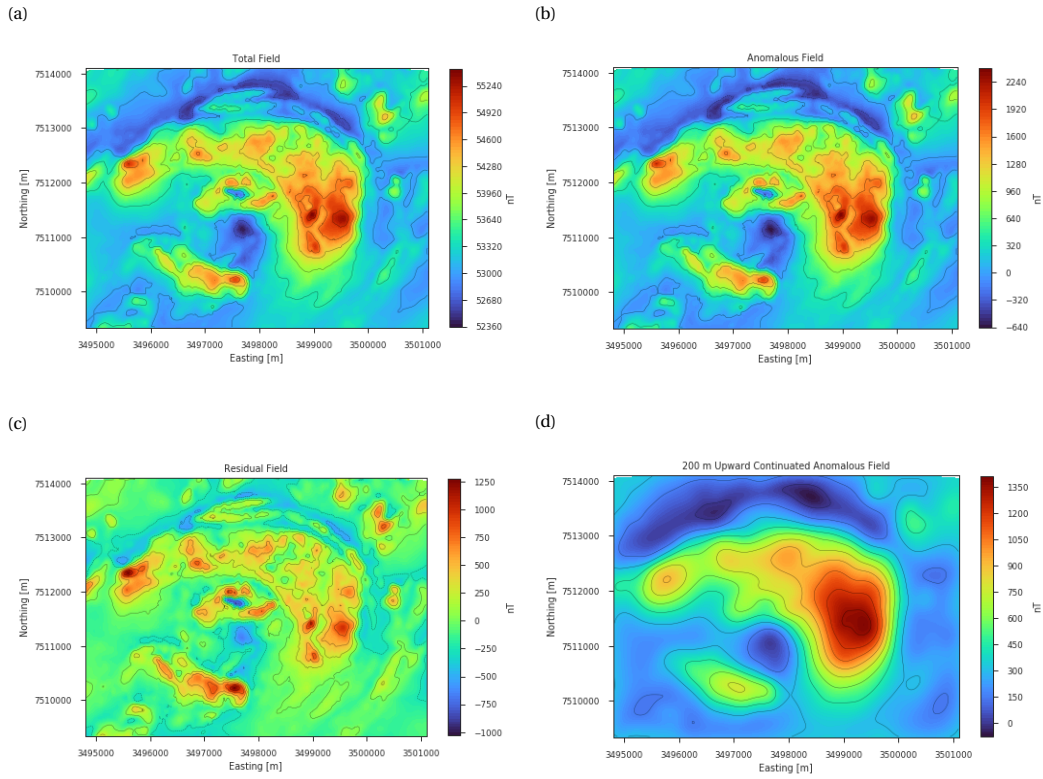 (a)
Total Field
7514000
7513000
7512000
7511000
7510000
Northing [m]
3495000 3496000 3497000 3498000 3499000 3500000 3501000
Easting [m]
55240
54920
54600
54280
53960
53640
53320
53000
52680
52360
nT
(b)
Anomalous Field
7514000
7513000
7512000
7511000
7510000
Northing [m]
3495000 3496000 3497000 3498000 3499000 3500000 3501000
Easting [m]
2240
1920
1600
1280
960
640
320
0
−320
−640
nT
(c)
Residual Field
7514000
7513000
7512000
7511000
7510000
Northing [m]
3495000 3496000 3497000 3498000 3499000 3500000 3501000
Easting [m]
1250
1000
750
500
250
0
−250
−500
−750
−1000
nT
(d)
200 m Upward Continuated Anomalous Field
7514000
7513000
7512000
7511000
7510000
Northing [m]
3495000 3496000 3497000 3498000 3499000 3500000 3501000
Easting [m]
1350
1200
1050
900
750
600
450
300
150
0
nT